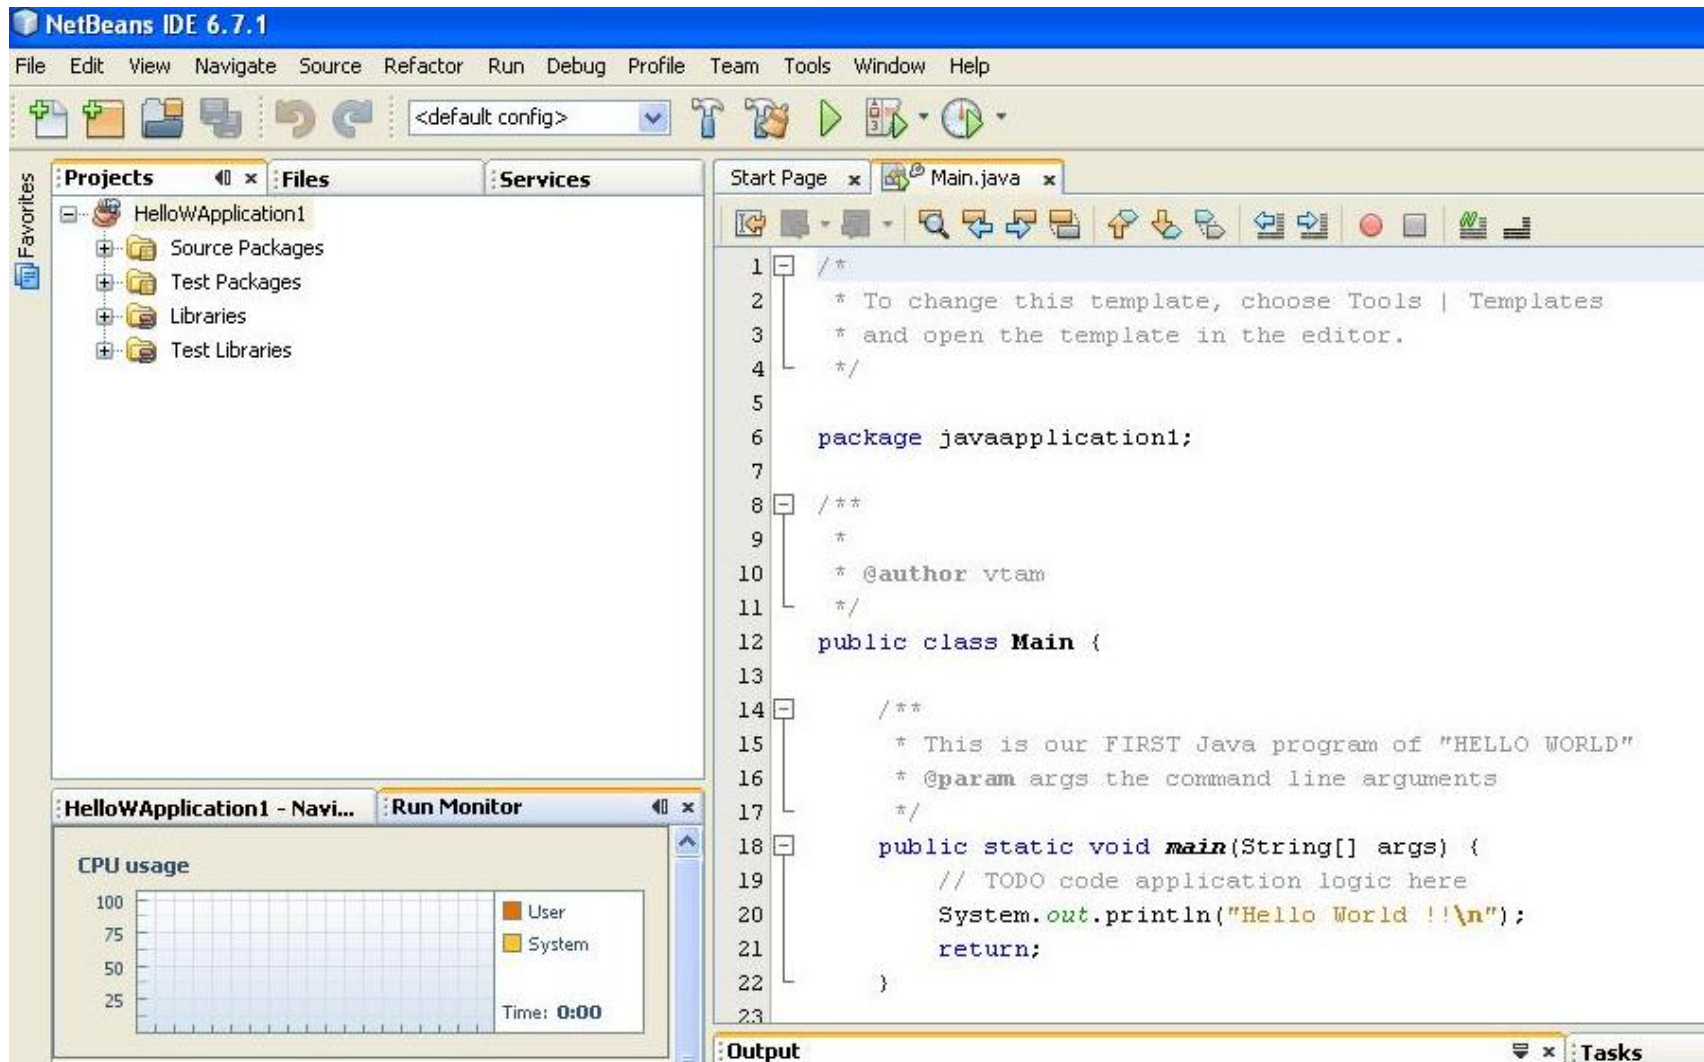 NetBeans IDE 6.7.1
File Edit View Navigate Source Refactor Run Debug Profile Team Tools Window Help
<default config>
Favorites
Projects Files Services
HelloWApplication1
Source Packages
Test Packages
Libraries
Test Libraries
HelloWApplication1 - Navi... Run Monitor
CPU usage
100
75
50
25
User
System
Time: 0:00
Start Page Main.java
1 /*
2 * To change this template, choose Tools | Templates
3 * and open the template in the editor.
4 */
5
6 package javaapplication1;
7
8 /**
9 *
10 * @author vtam
11 */
12 public class Main {
13
14 /**
15 * This is our FIRST Java program of "HELLO WORLD"
16 * @param args the command line arguments
17 */
18 public static void main(String[] args) {
19 // TODO code application logic here
20 System.out.println("Hello World !!\n");
21 return;
22 }
23
Output Tasks